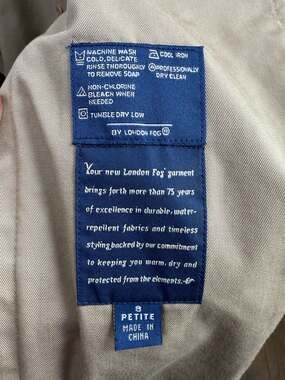 MACHINE WASH
COLD, DELICATE
RINSE THOROUGHLY
TO REMOVE SOAP
NON-CHLORINE
BLEACH WHEN
NEEDED
TUMBLE DRY LOW
COOL IRON
PROFESSIONALLY
DRY CLEAN
BY LONDON FOG®
Your new London Fog® garment
brings forth more than 75 years
of excellence in durable, water-
repellent fabrics and timeless
styling backed by our commitment
to keeping you warm, dry and
protected from the elements.
8
PETITE
MADE IN
CHINA